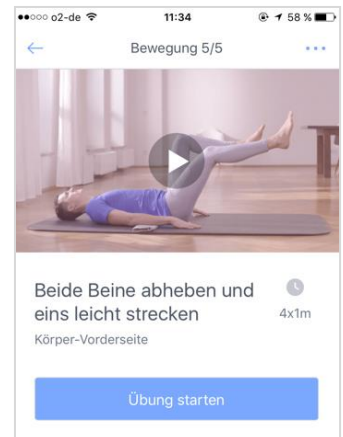 o2-de 11:34 58 %
Bewegung 5/5
Beide Beine abheben und
eins leicht strecken
4x1m
Körper-Vorderseite
Übung starten